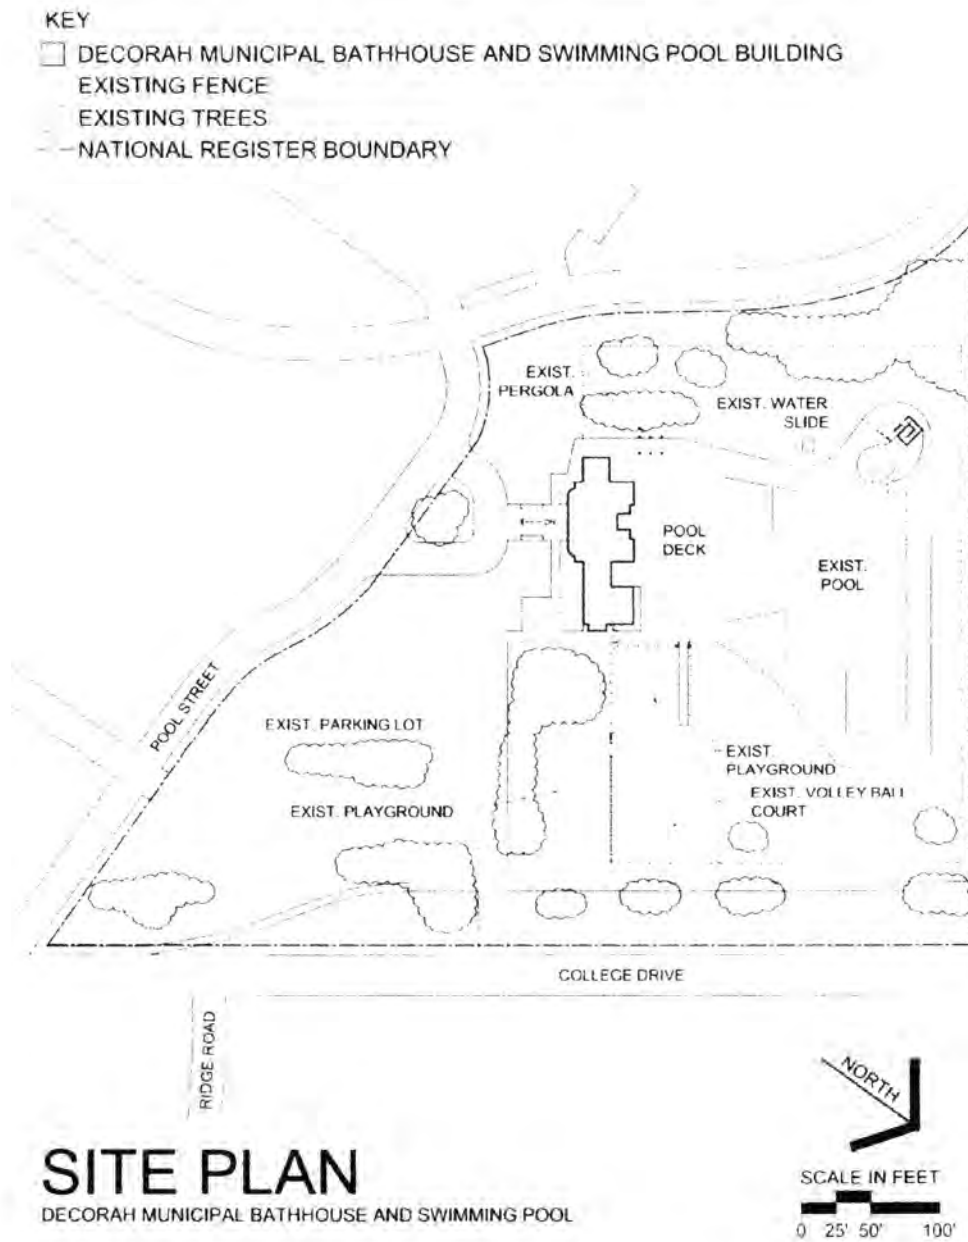 KEY
DECORAH MUNICIPAL BATHHOUSE AND SWIMMING POOL BUILDING
EXISTING FENCE
EXISTING TREES
NATIONAL REGISTER BOUNDARY
EXIST.
PERGOLA
EXIST. WATER
SLIDE
POOL
DECK
EXIST.
POOL
POOL STREET
EXIST. PARKING LOT
EXIST. PLAYGROUND
EXIST.
PLAYGROUND
EXIST. VOLLEY BALL
COURT
COLLEGE DRIVE
RIDGE ROAD
NORTH
SITE PLAN
DECORAH MUNICIPAL BATHHOUSE AND SWIMMING POOL
SCALE IN FEET
0 25' 50' 100'